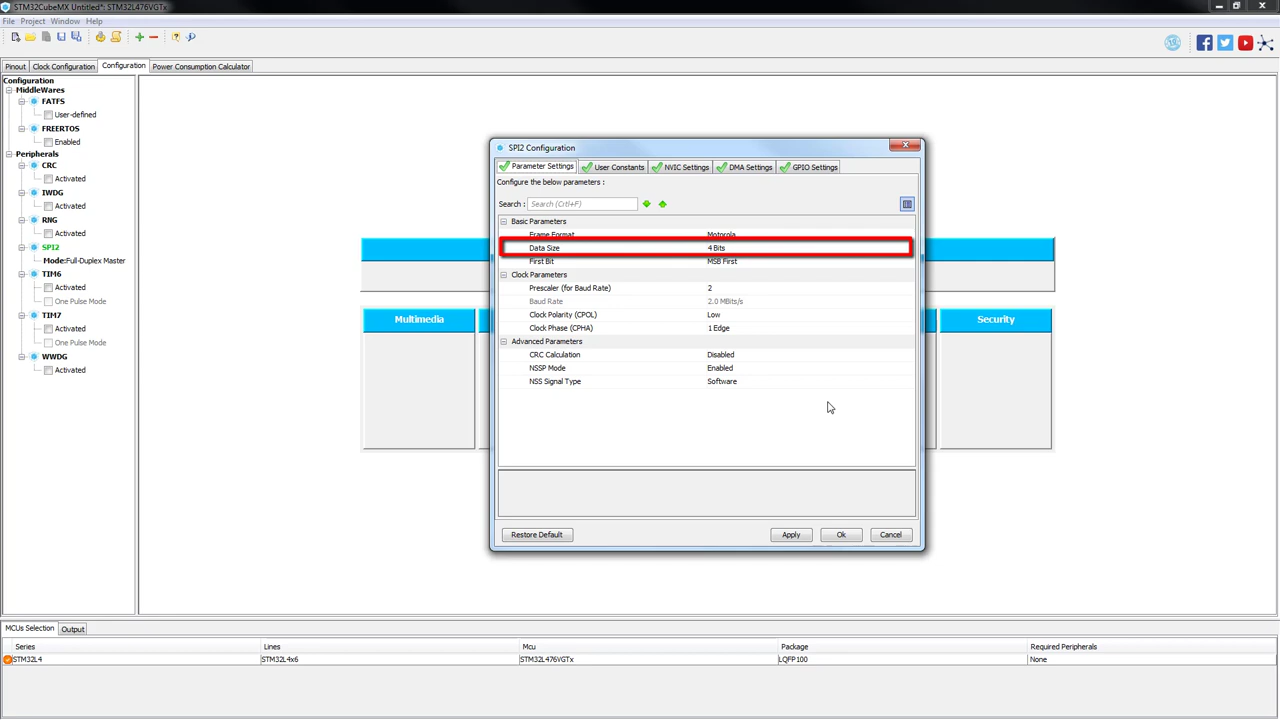 STM32CubeMX Untitled*: STM32L476VGTx
File Project Window Help
Pinout Clock Configuration Configuration Power Consumption Calculator
Configuration
MiddleWares
FATFS
User-defined
FREERTOS
Enabled
Peripherals
CRC
Activated
IWDG
Activated
RNG
Activated
SPI2
Mode:Full-Duplex Master
TIM6
Activated
One Pulse Mode
TIM7
Activated
One Pulse Mode
WWDG
Activated
Multimedia
Security
SPI2 Configuration
Parameter Settings User Constants NVIC Settings DMA Settings GPIO Settings
Configure the below parameters :
Search : Search (Crtl+F)
Basic Parameters
Frame Format Motorola
Data Size 4 Bits
First Bit MSB First
Clock Parameters
Prescaler (for Baud Rate) 2
Baud Rate 2.0 MBits/s
Clock Polarity (CPOL) Low
Clock Phase (CPHA) 1 Edge
Advanced Parameters
CRC Calculation Disabled
NSSP Mode Enabled
NSS Signal Type Software
Restore Default Apply Ok Cancel
MCUs Selection Output
Series Lines Mcu Package Required Peripherals
STM32L4 STM32L4x6 STM32L476VGTx LQFP100 None